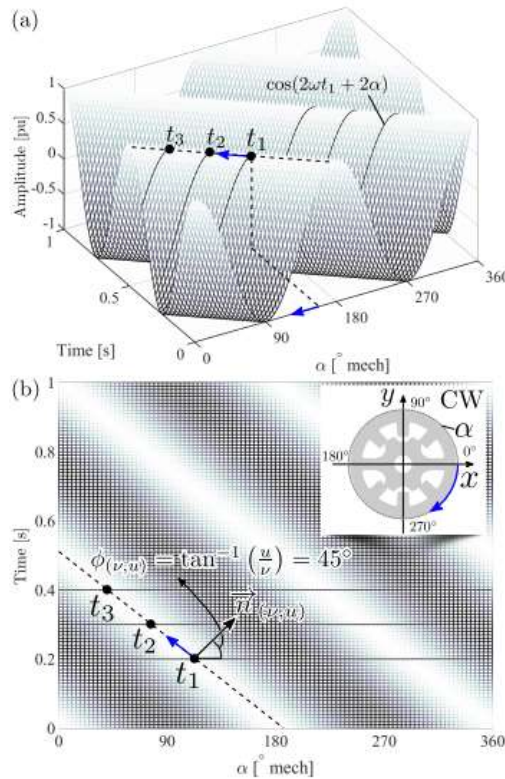 (a)
cos(2ωt₁ + 2α)
Amplitude [pu]
1
0.5
0
-0.5
-1
t₃ t₂ t₁
1
0.5
0
Time [s]
0
90
180
270
360
α [° mech]
(b)
Time [s]
1
0.8
0.6
0.4
0.2
0
y 90° CW
α
180° 0°
x
270°
ϕ(ν,u) = tan⁻¹ (u/ν) = 45°
n⃗(ν,u)
t₃
t₂
t₁
0 90 180 270 360
α [° mech]